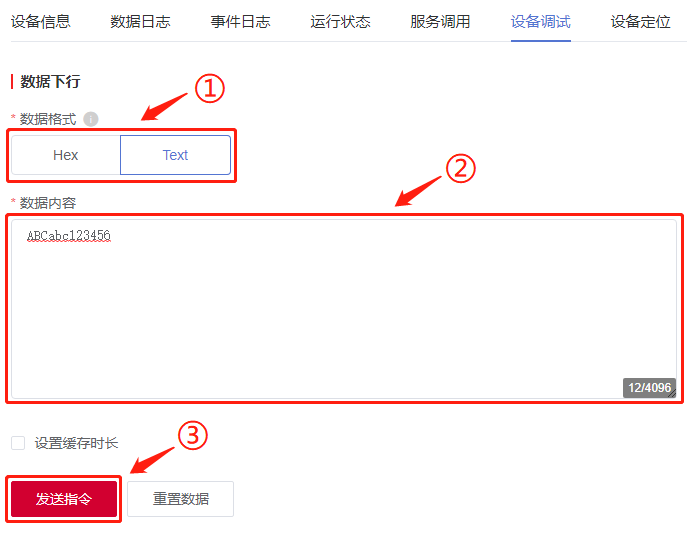 设备信息 数据日志 事件日志 运行状态 服务调用 设备调试 设备定位
数据下行
①
* 数据格式 i
Hex Text
②
* 数据内容
ABCabc123456
12/4096
③
设置缓存时长
发送指令 重置数据